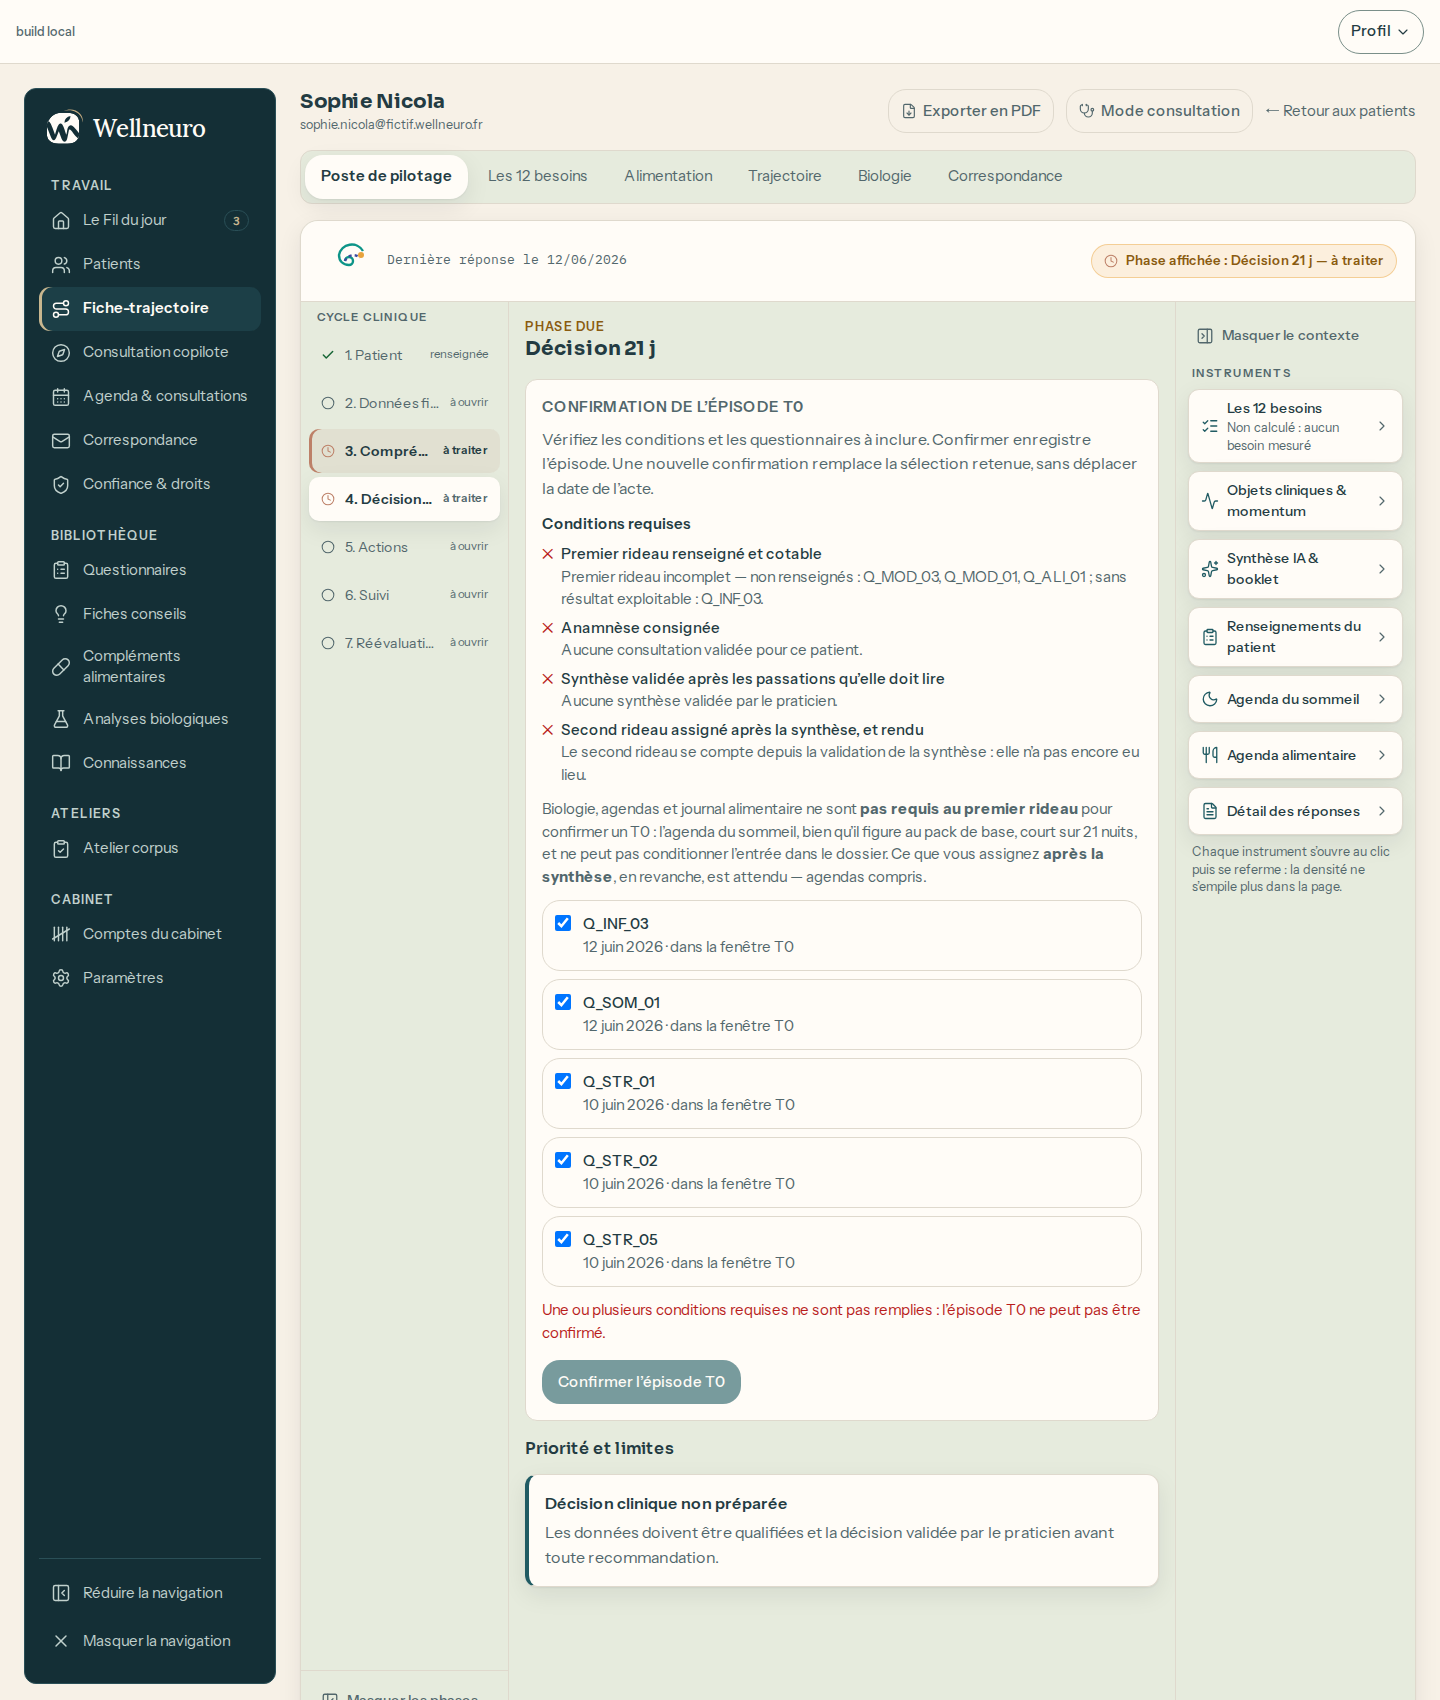 build local
Profil
Wellneuro
TRAVAIL
Le Fil du jour 3
Patients
Fiche-trajectoire
Consultation copilote
Agenda & consultations
Correspondance
Confiance & droits
BIBLIOTHÈQUE
Questionnaires
Fiches conseils
Compléments
alimentaires
Analyses biologiques
Connaissances
ATELIERS
Atelier corpus
CABINET
Comptes du cabinet
Paramètres
Réduire la navigation
Masquer la navigation
Sophie Nicola
sophie.nicola@fictif.wellneuro.fr
Exporter en PDF
Mode consultation
← Retour aux patients
Poste de pilotage
Les 12 besoins
Alimentation
Trajectoire
Biologie
Correspondance
Dernière réponse le 12/06/2026
Phase affichée : Décision 21 j — à traiter
CYCLE CLINIQUE
1. Patient renseignée
2. Données fi... à ouvrir
3. Compré... à traiter
4. Décision... à traiter
5. Actions à ouvrir
6. Suivi à ouvrir
7. Réévaluati... à ouvrir
Masquer les phases
PHASE DUE
Décision 21 j
CONFIRMATION DE L'ÉPISODE T0
Vérifiez les conditions et les questionnaires à inclure. Confirmer enregistre
l'épisode. Une nouvelle confirmation remplace la sélection retenue, sans déplacer
la date de l'acte.
Conditions requises
Premier rideau renseigné et cotable
Premier rideau incomplet — non renseignés : Q_MOD_03, Q_MOD_01, Q_ALI_01 ; sans
résultat exploitable : Q_INF_03.
Anamnèse consignée
Aucune consultation validée pour ce patient.
Synthèse validée après les passations qu'elle doit lire
Aucune synthèse validée par le praticien.
Second rideau assigné après la synthèse, et rendu
Le second rideau se compte depuis la validation de la synthèse : elle n'a pas encore eu
lieu.
Biologie, agendas et journal alimentaire ne sont pas requis au premier rideau pour
confirmer un T0 : l'agenda du sommeil, bien qu'il figure au pack de base, court sur 21 nuits,
et ne peut pas conditionner l'entrée dans le dossier. Ce que vous assignez après la
synthèse, en revanche, est attendu — agendas compris.
Q_INF_03
12 juin 2026 · dans la fenêtre T0
Q_SOM_01
12 juin 2026 · dans la fenêtre T0
Q_STR_01
10 juin 2026 · dans la fenêtre T0
Q_STR_02
10 juin 2026 · dans la fenêtre T0
Q_STR_05
10 juin 2026 · dans la fenêtre T0
Une ou plusieurs conditions requises ne sont pas remplies : l'épisode T0 ne peut pas être
confirmé.
Confirmer l'épisode T0
Priorité et limites
Décision clinique non préparée
Les données doivent être qualifiées et la décision validée par le praticien avant
toute recommandation.
Masquer le contexte
INSTRUMENTS
Les 12 besoins
Non calculé : aucun
besoin mesuré
Objets cliniques &
momentum
Synthèse IA &
booklet
Renseignements du
patient
Agenda du sommeil
Agenda alimentaire
Détail des réponses
Chaque instrument s'ouvre au clic
puis se referme : la densité ne
s'empile plus dans la page.